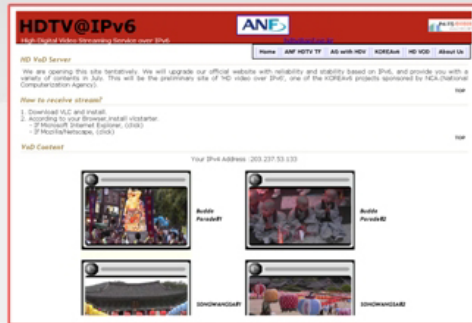 HDTV@IPv6
High Digital Video Streaming Service over IPv6
ANF
Home ANF HDTV TF AG with HDV KOREAv6 HD VOD About Us
HD VoD Server
We are opening this site tentatively. We will upgrade our official website with reliability and stability based on IPv6, and provide you with a
variety of contents in July. This will be the preliminary site of 'HD video over IPv6', one of the KOREAv6 projects sponsored by NCA.(National
Computerization Agency).
TOP
How to receive stream?
1. Download VLC and install.
2. According to your Browser,install vlcstarter.
- If Microsoft Internet Explorer, (click)
- If Mozilla/Netscape, (click)
TOP
VoD Content
Your IPv4 Address :203.237.53.133
Budda
Parade#1
Budda
Parade#2
SONGWANGSA#1
SONGWANGSA#2